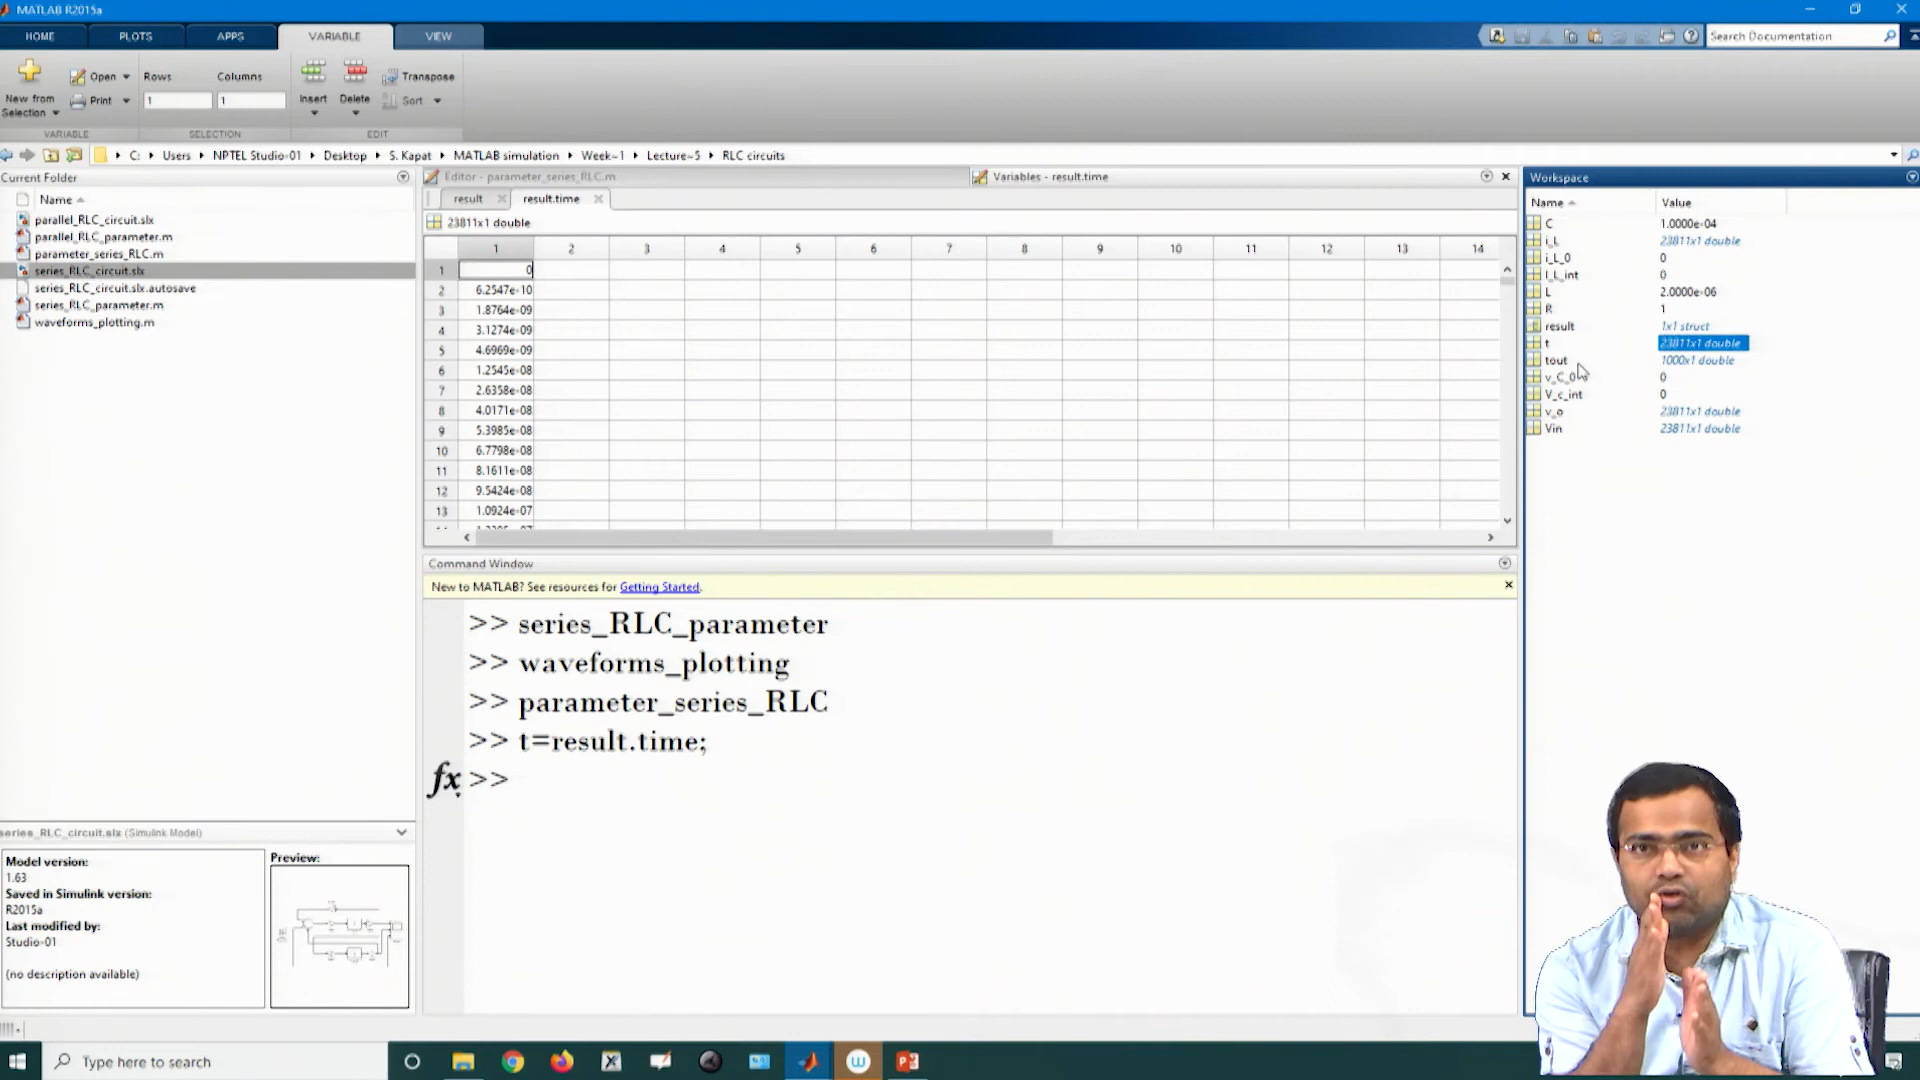 MATLAB R2015a
HOME PLOTS APPS VARIABLE VIEW
Search Documentation
New from Selection
Open
Print
Rows Columns
1 1
Insert Delete
Transpose
Sort
VARIABLE SELECTION EDIT
C: Users NPTEL Studio-01 Desktop S. Kapat MATLAB simulation Week~1 Lecture~5 RLC circuits
Current Folder
Name
parallel_RLC_circuit.slx
parallel_RLC_parameter.m
parameter_series_RLC.m
series_RLC_circuit.slx
series_RLC_circuit.slx.autosave
series_RLC_parameter.m
waveforms_plotting.m
series_RLC_circuit.slx (Simulink Model)
Model version:
1.63
Saved in Simulink version:
R2015a
Last modified by:
Studio-01
(no description available)
Preview:
Editor - parameter_series_RLC.m
Variables - result.time
result result.time
23811x1 double
1 2 3 4 5 6 7 8 9 10 11 12 13 14
1 0
2 6.2547e-10
3 1.8764e-09
4 3.1274e-09
5 4.6969e-09
6 1.2545e-08
7 2.6358e-08
8 4.0171e-08
9 5.3985e-08
10 6.7798e-08
11 8.1611e-08
12 9.5424e-08
13 1.0924e-07
Command Window
New to MATLAB? See resources for Getting Started.
>> series_RLC_parameter
>> waveforms_plotting
>> parameter_series_RLC
>> t=result.time;
fx >>
Workspace
Name Value
C 1.0000e-04
i_L 23811x1 double
i_L_0 0
I_L_int 0
L 2.0000e-06
R 1
result 1x1 struct
t 23811x1 double
tout 1000x1 double
v_C_0 0
V_c_int 0
v_o 23811x1 double
Vin 23811x1 double
Type here to search